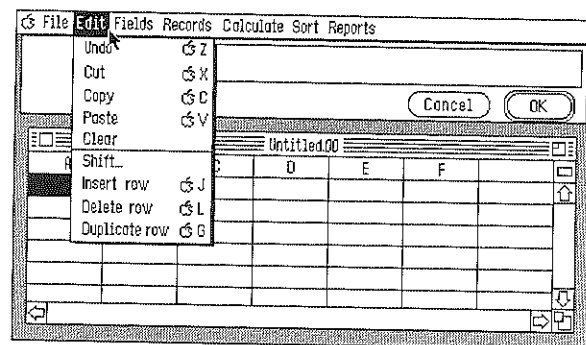 File Edit Fields Records Calculate Sort Reports
Undo Z
Cut X
Copy C
Paste V
Clear
Shift...
Insert row J
Delete row L
Duplicate row G
Cancel OK
Untitled.00
D E F